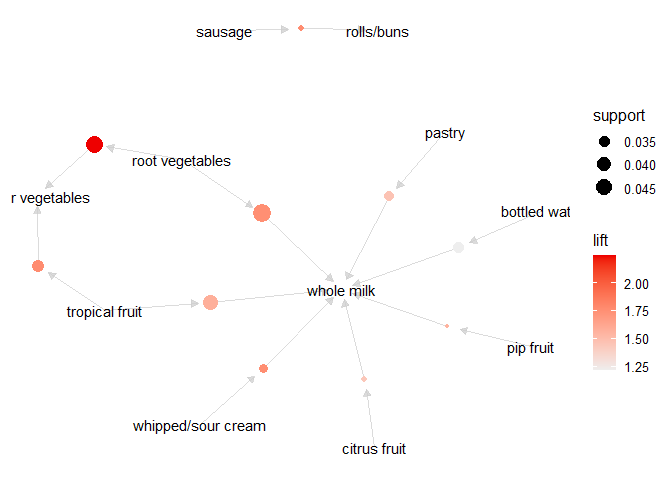 sausage
rolls/buns
support
0.035
0.040
0.045
pastry
root vegetables
r vegetables
bottled wat
lift
2.00
1.75
1.50
1.25
whole milk
tropical fruit
pip fruit
whipped/sour cream
citrus fruit